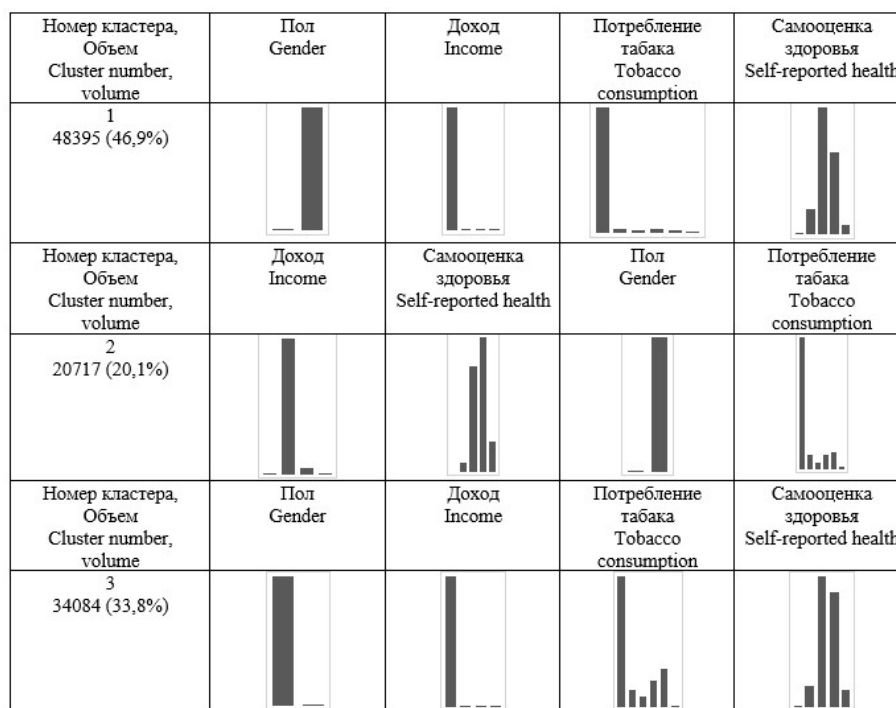 Номер кластера,
Объем
Cluster number,
volume
Пол
Gender
Доход
Income
Потребление
табака
Tobacco
consumption
Самооценка
здоровья
Self-reported health
1
48395 (46,9%)
Номер кластера,
Объем
Cluster number,
volume
Доход
Income
Самооценка
здоровья
Self-reported health
Пол
Gender
Потребление
табака
Tobacco
consumption
2
20717 (20,1%)
Номер кластера,
Объем
Cluster number,
volume
Пол
Gender
Доход
Income
Потребление
табака
Tobacco
consumption
Самооценка
здоровья
Self-reported health
3
34084 (33,8%)